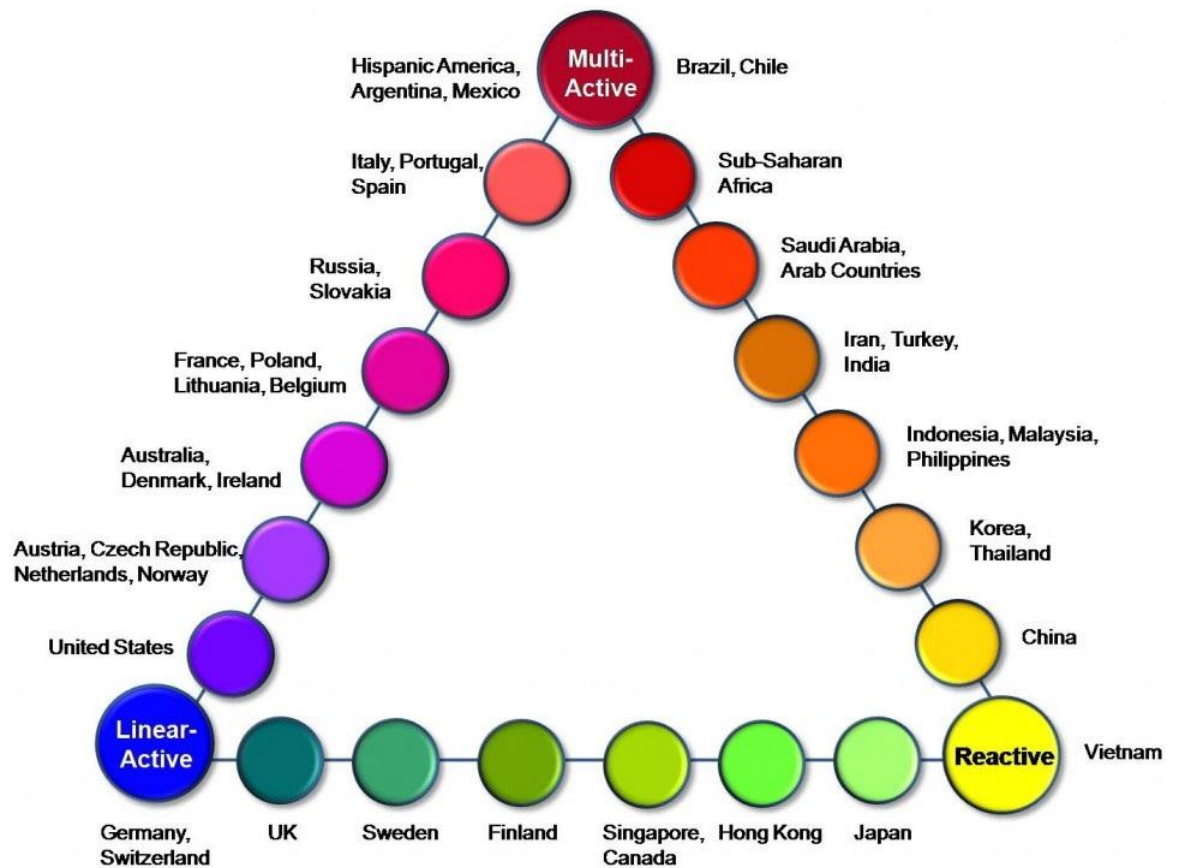 Multi-
Active
Hispanic America,
Argentina, Mexico
Brazil, Chile
Italy, Portugal,
Spain
Sub-Saharan
Africa
Russia,
Slovakia
Saudi Arabia,
Arab Countries
France, Poland,
Lithuania, Belgium
Iran, Turkey,
India
Australia,
Denmark, Ireland
Indonesia, Malaysia,
Philippines
Austria, Czech Republic,
Netherlands, Norway
Korea,
Thailand
United States
China
Linear-
Active
Reactive
Vietnam
Germany,
Switzerland
UK
Sweden
Finland
Singapore,
Canada
Hong Kong
Japan